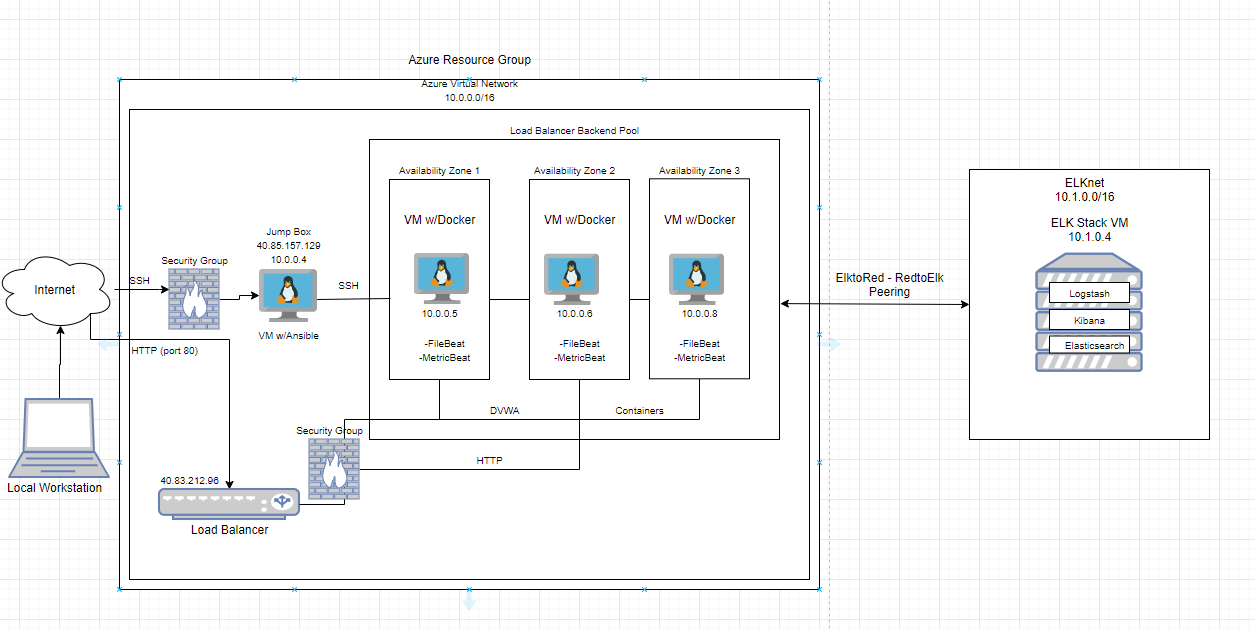 Azure Resource Group
Azure Virtual Network
10.0.0.0/16
Load Balancer Backend Pool
Availability Zone 1
Availability Zone 2
Availability Zone 3
VM w/Docker
VM w/Docker
VM w/Docker
10.0.0.5
10.0.0.6
10.0.0.8
-FileBeat
-MetricBeat
-FileBeat
-MetricBeat
-FileBeat
-MetricBeat
Jump Box
40.85.157.129
10.0.0.4
VM w/Ansible
Security Group
SSH
SSH
Internet
HTTP (port 80)
Local Workstation
DVWA
Containers
Security Group
HTTP
40.83.212.96
Load Balancer
ElktoRed - RedtoElk
Peering
ELKnet
10.1.0.0/16
ELK Stack VM
10.1.0.4
Logstash
Kibana
Elasticsearch